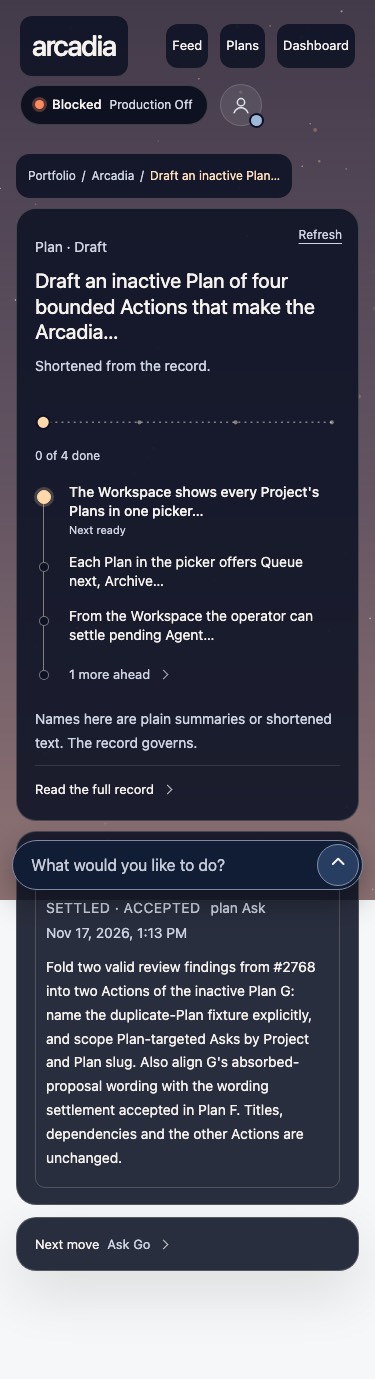 arcadia
Feed
Plans
Dashboard
Blocked Production Off
Portfolio / Arcadia / Draft an inactive Plan...
Refresh
Plan · Draft
Draft an inactive Plan of four
bounded Actions that make the
Arcadia...
Shortened from the record.
0 of 4 done
The Workspace shows every Project's
Plans in one picker...
Next ready
Each Plan in the picker offers Queue
next, Archive...
From the Workspace the operator can
settle pending Agent...
1 more ahead
Names here are plain summaries or shortened
text. The record governs.
Read the full record
What would you like to do?
SETTLED · ACCEPTED plan Ask
Nov 17, 2026, 1:13 PM
Fold two valid review findings from #2768
into two Actions of the inactive Plan G:
name the duplicate-Plan fixture explicitly,
and scope Plan-targeted Asks by Project
and Plan slug. Also align G's absorbed-
proposal wording with the wording
settlement accepted in Plan F. Titles,
dependencies and the other Actions are
unchanged.
Next move Ask Go